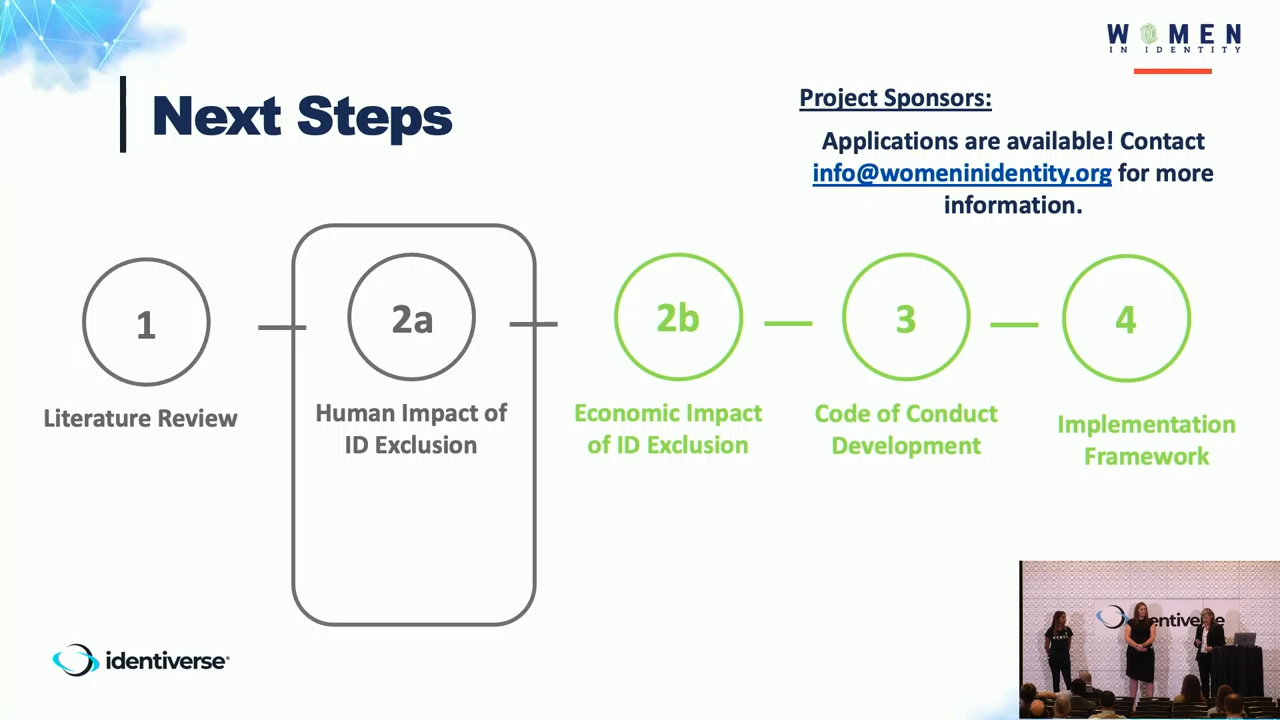 WOMEN
IN IDENTITY
Next Steps
Project Sponsors:
Applications are available! Contact
info@womeninidentity.org for more
information.
1
2a
2b
3
4
Literature Review
Human Impact of
ID Exclusion
Economic Impact
of ID Exclusion
Code of Conduct
Development
Implementation
Framework
identiverse
entiverse